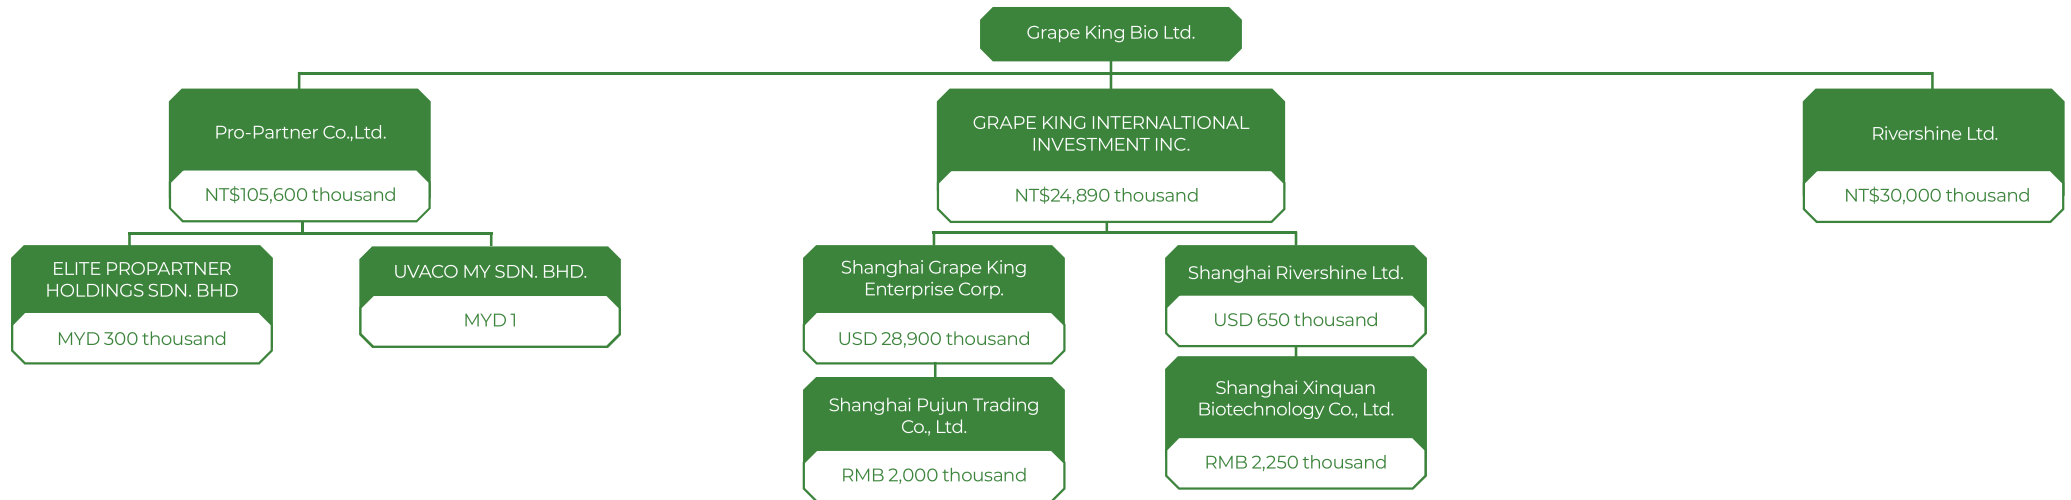 Grape King Bio Ltd.
Pro-Partner Co.,Ltd.
NT$105,600 thousand
GRAPE KING INTERNALTIONAL
INVESTMENT INC.
NT$24,890 thousand
Rivershine Ltd.
NT$30,000 thousand
ELITE PROPARTNER
HOLDINGS SDN. BHD
MYD 300 thousand
UVACO MY SDN. BHD.
MYD 1
Shanghai Grape King
Enterprise Corp.
USD 28,900 thousand
Shanghai Rivershine Ltd.
USD 650 thousand
Shanghai Pujun Trading
Co., Ltd.
RMB 2,000 thousand
Shanghai Xinquan
Biotechnology Co., Ltd.
RMB 2,250 thousand